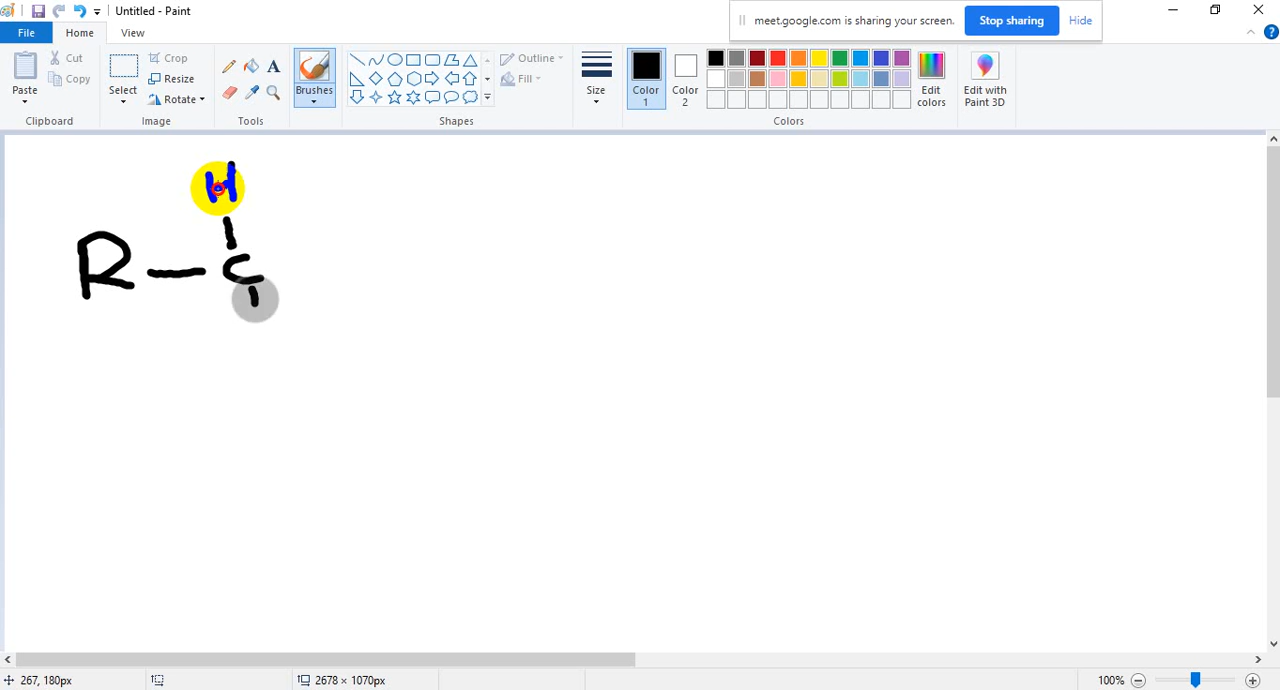 Untitled - Paint
meet.google.com is sharing your screen.
Stop sharing
Hide
File
Home
View
Paste
Cut
Copy
Select
Crop
Resize
Rotate
A
Brushes
Outline
Fill
Size
Color 1
Color 2
Edit colors
Edit with Paint 3D
Clipboard
Image
Tools
Shapes
Colors
H
R — C
267, 180px
2678 × 1070px
100%